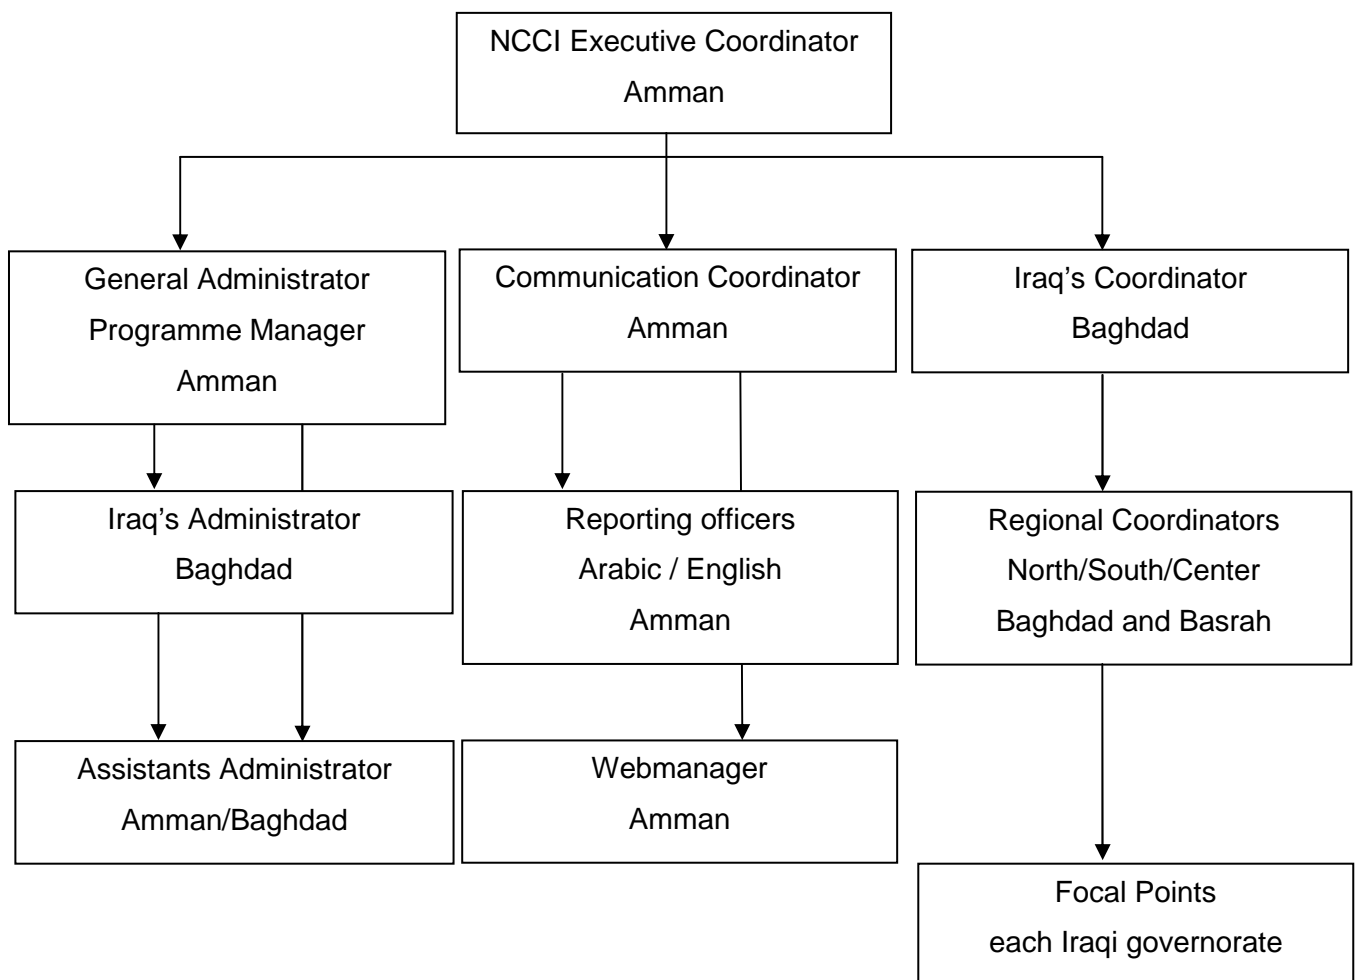 NCCI Executive Coordinator
Amman
General Administrator
Programme Manager
Amman
Communication Coordinator
Amman
Iraq's Coordinator
Baghdad
Iraq's Administrator
Baghdad
Reporting officers
Arabic / English
Amman
Regional Coordinators
North/South/Center
Baghdad and Basrah
Assistants Administrator
Amman/Baghdad
Webmanager
Amman
Focal Points
each Iraqi governorate